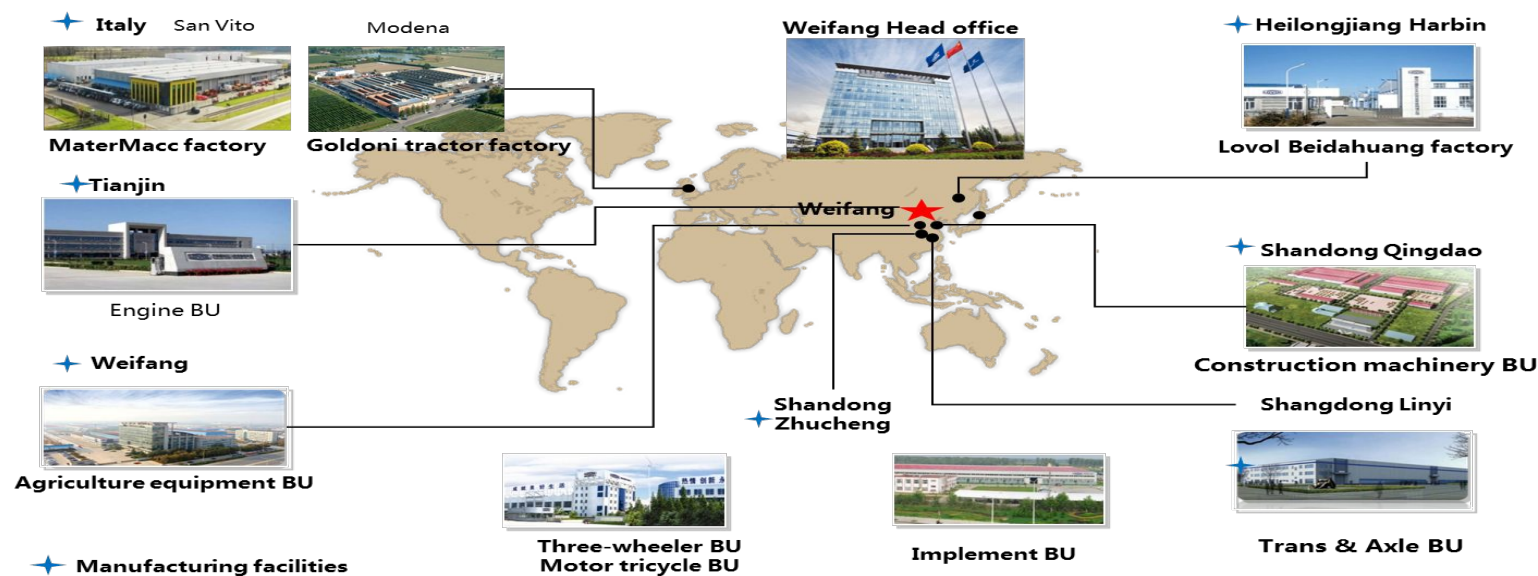 Italy San Vito Modena
MaterMacc factory
Goldoni tractor factory
Weifang Head office
Heilongjiang Harbin
Lovol Beidahuang factory
Tianjin
Engine BU
Weifang
Shandong Qingdao
Construction machinery BU
Weifang
Agriculture equipment BU
Shandong
Zhucheng
Shangdong Linyi
Three-wheeler BU
Motor tricycle BU
Implement BU
Trans & Axle BU
Manufacturing facilities